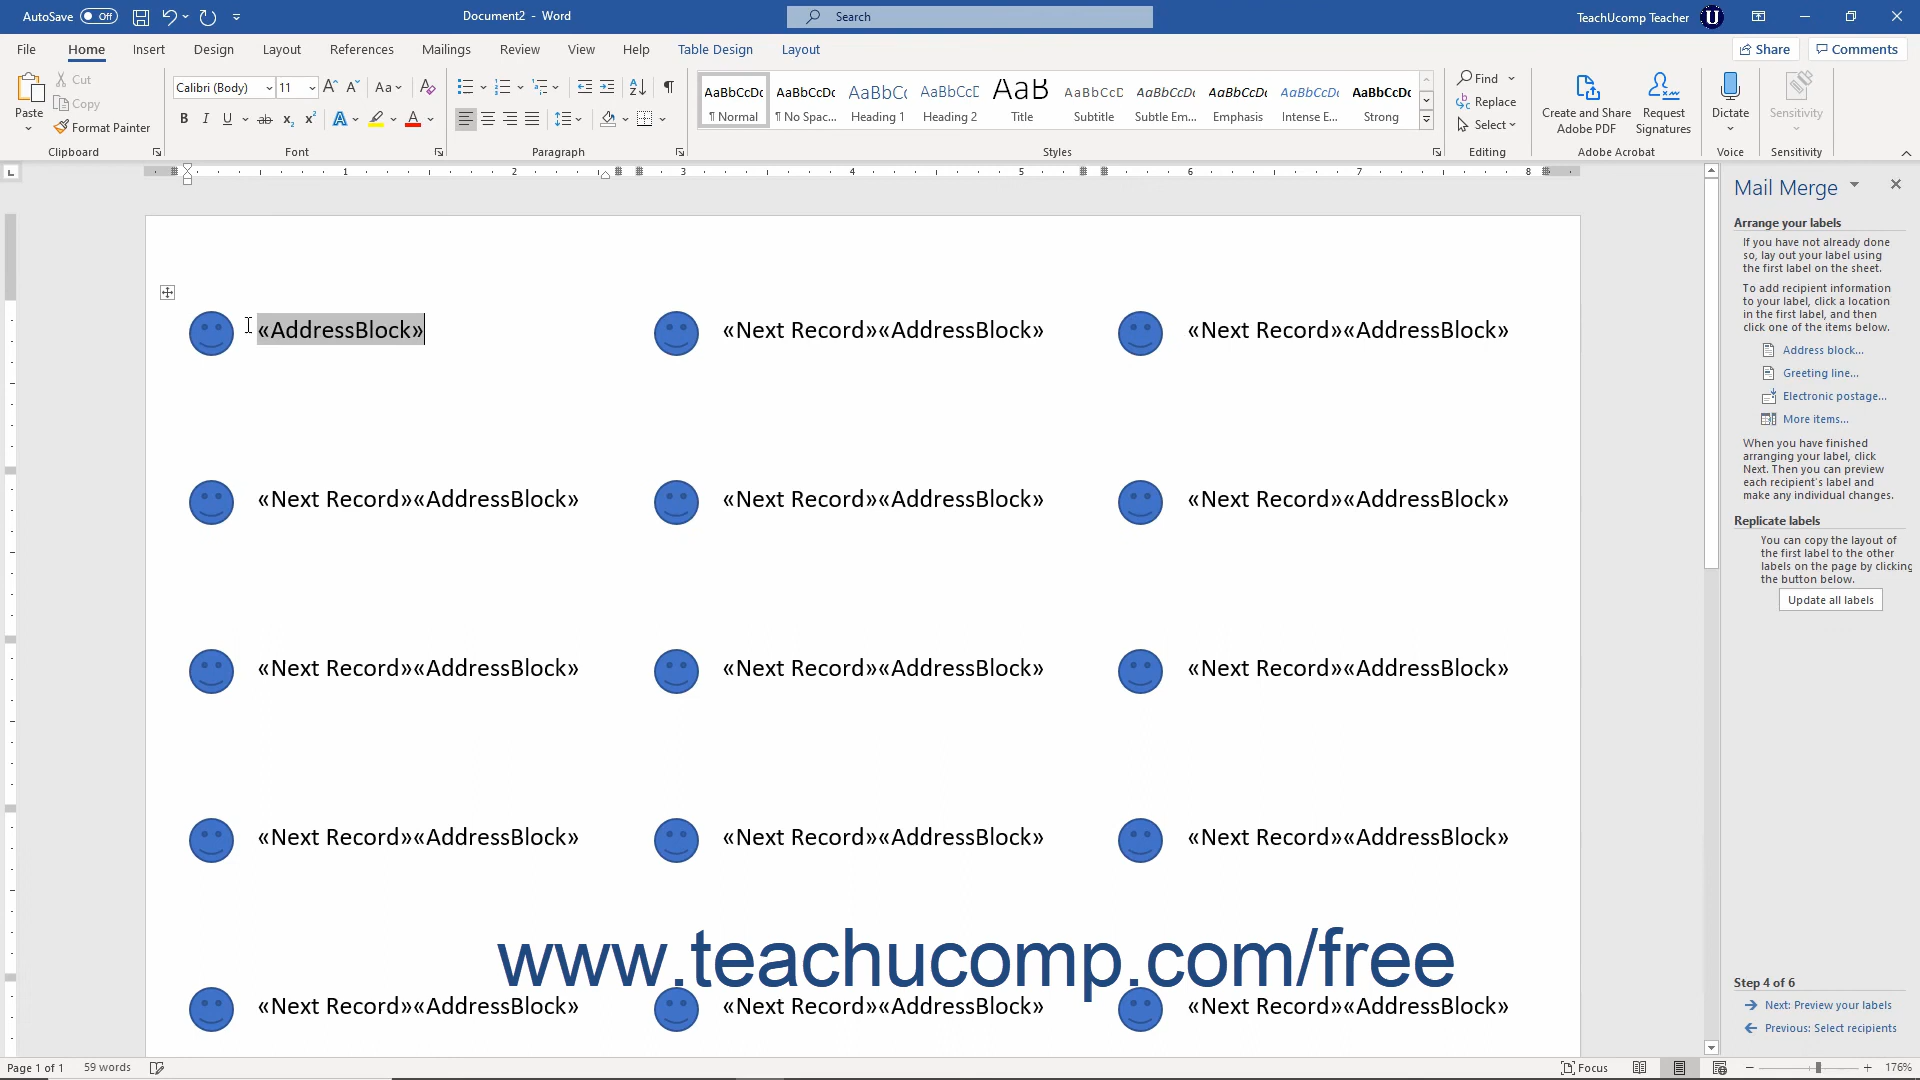 AutoSave Off Document2 - Word Search TeachUcomp Teacher U
File Home Insert Design Layout References Mailings Review View Help Table Design Layout Share Comments
Paste
Cut
Copy
Format Painter
Clipboard
Calibri (Body) 11
Font
Paragraph
AaBbCcDc ¶ Normal
AaBbCcDc ¶ No Spac...
AaBbCc Heading 1
AaBbCcD Heading 2
AaB Title
AaBbCcD Subtitle
AaBbCcDc Subtle Em...
AaBbCcDc Emphasis
AaBbCcDc Intense E...
AaBbCcDc Strong
Styles
Find
Replace
Select
Editing
Create and Share
Adobe PDF
Request
Signatures
Adobe Acrobat
Dictate
Voice
Sensitivity
Sensitivity
1 2 3 4 5 6 7 8
«AddressBlock» «Next Record»«AddressBlock» «Next Record»«AddressBlock»
«Next Record»«AddressBlock» «Next Record»«AddressBlock» «Next Record»«AddressBlock»
«Next Record»«AddressBlock» «Next Record»«AddressBlock» «Next Record»«AddressBlock»
«Next Record»«AddressBlock» «Next Record»«AddressBlock» «Next Record»«AddressBlock»
www.teachucomp.com/free
«Next Record»«AddressBlock» «Next Record»«AddressBlock» «Next Record»«AddressBlock»
Mail Merge
Arrange your labels
If you have not already done
so, lay out your label using
the first label on the sheet.
To add recipient information
to your label, click a location
in the first label, and then
click one of the items below.
Address block...
Greeting line...
Electronic postage...
More items...
When you have finished
arranging your label, click
Next. Then you can preview
each recipient's label and
make any individual changes.
Replicate labels
You can copy the layout of
the first label to the other
labels on the page by clicking
the button below.
Update all labels
Step 4 of 6
Next: Preview your labels
Previous: Select recipients
Page 1 of 1 59 words Focus 176%